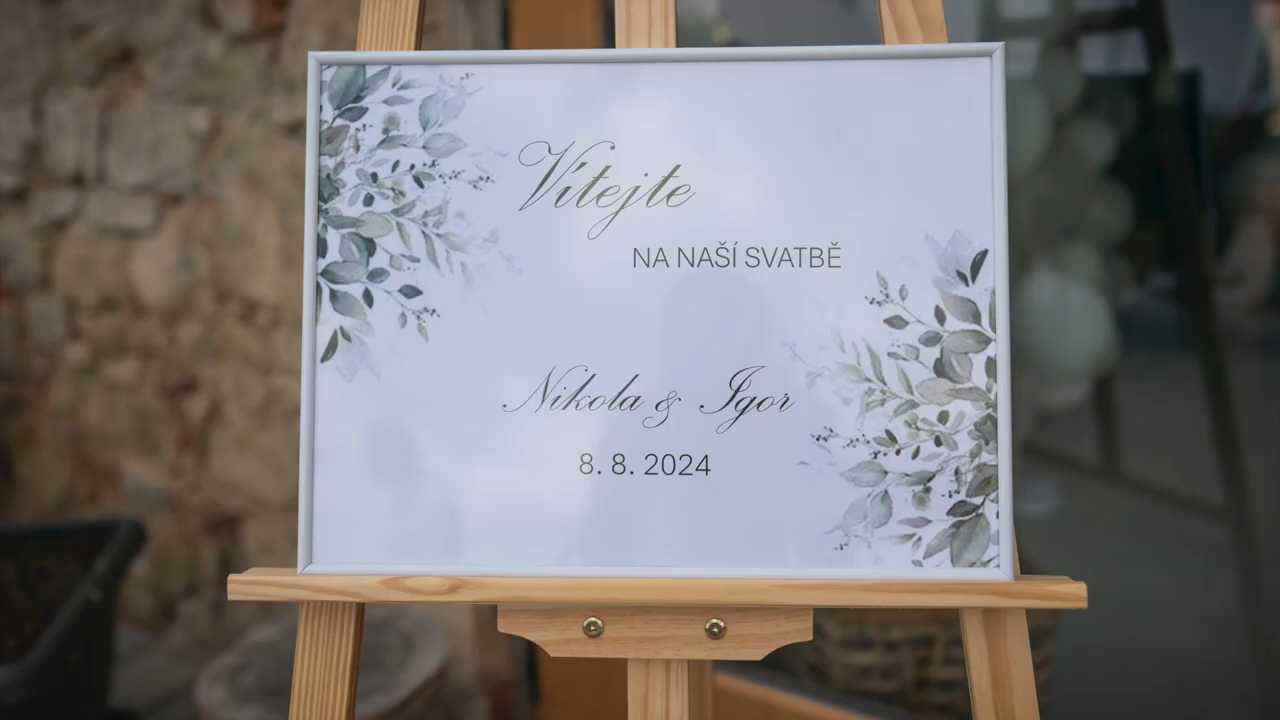 Vítejte
NA NAŠÍ SVATBĚ
Nikola & Igor
8. 8. 2024